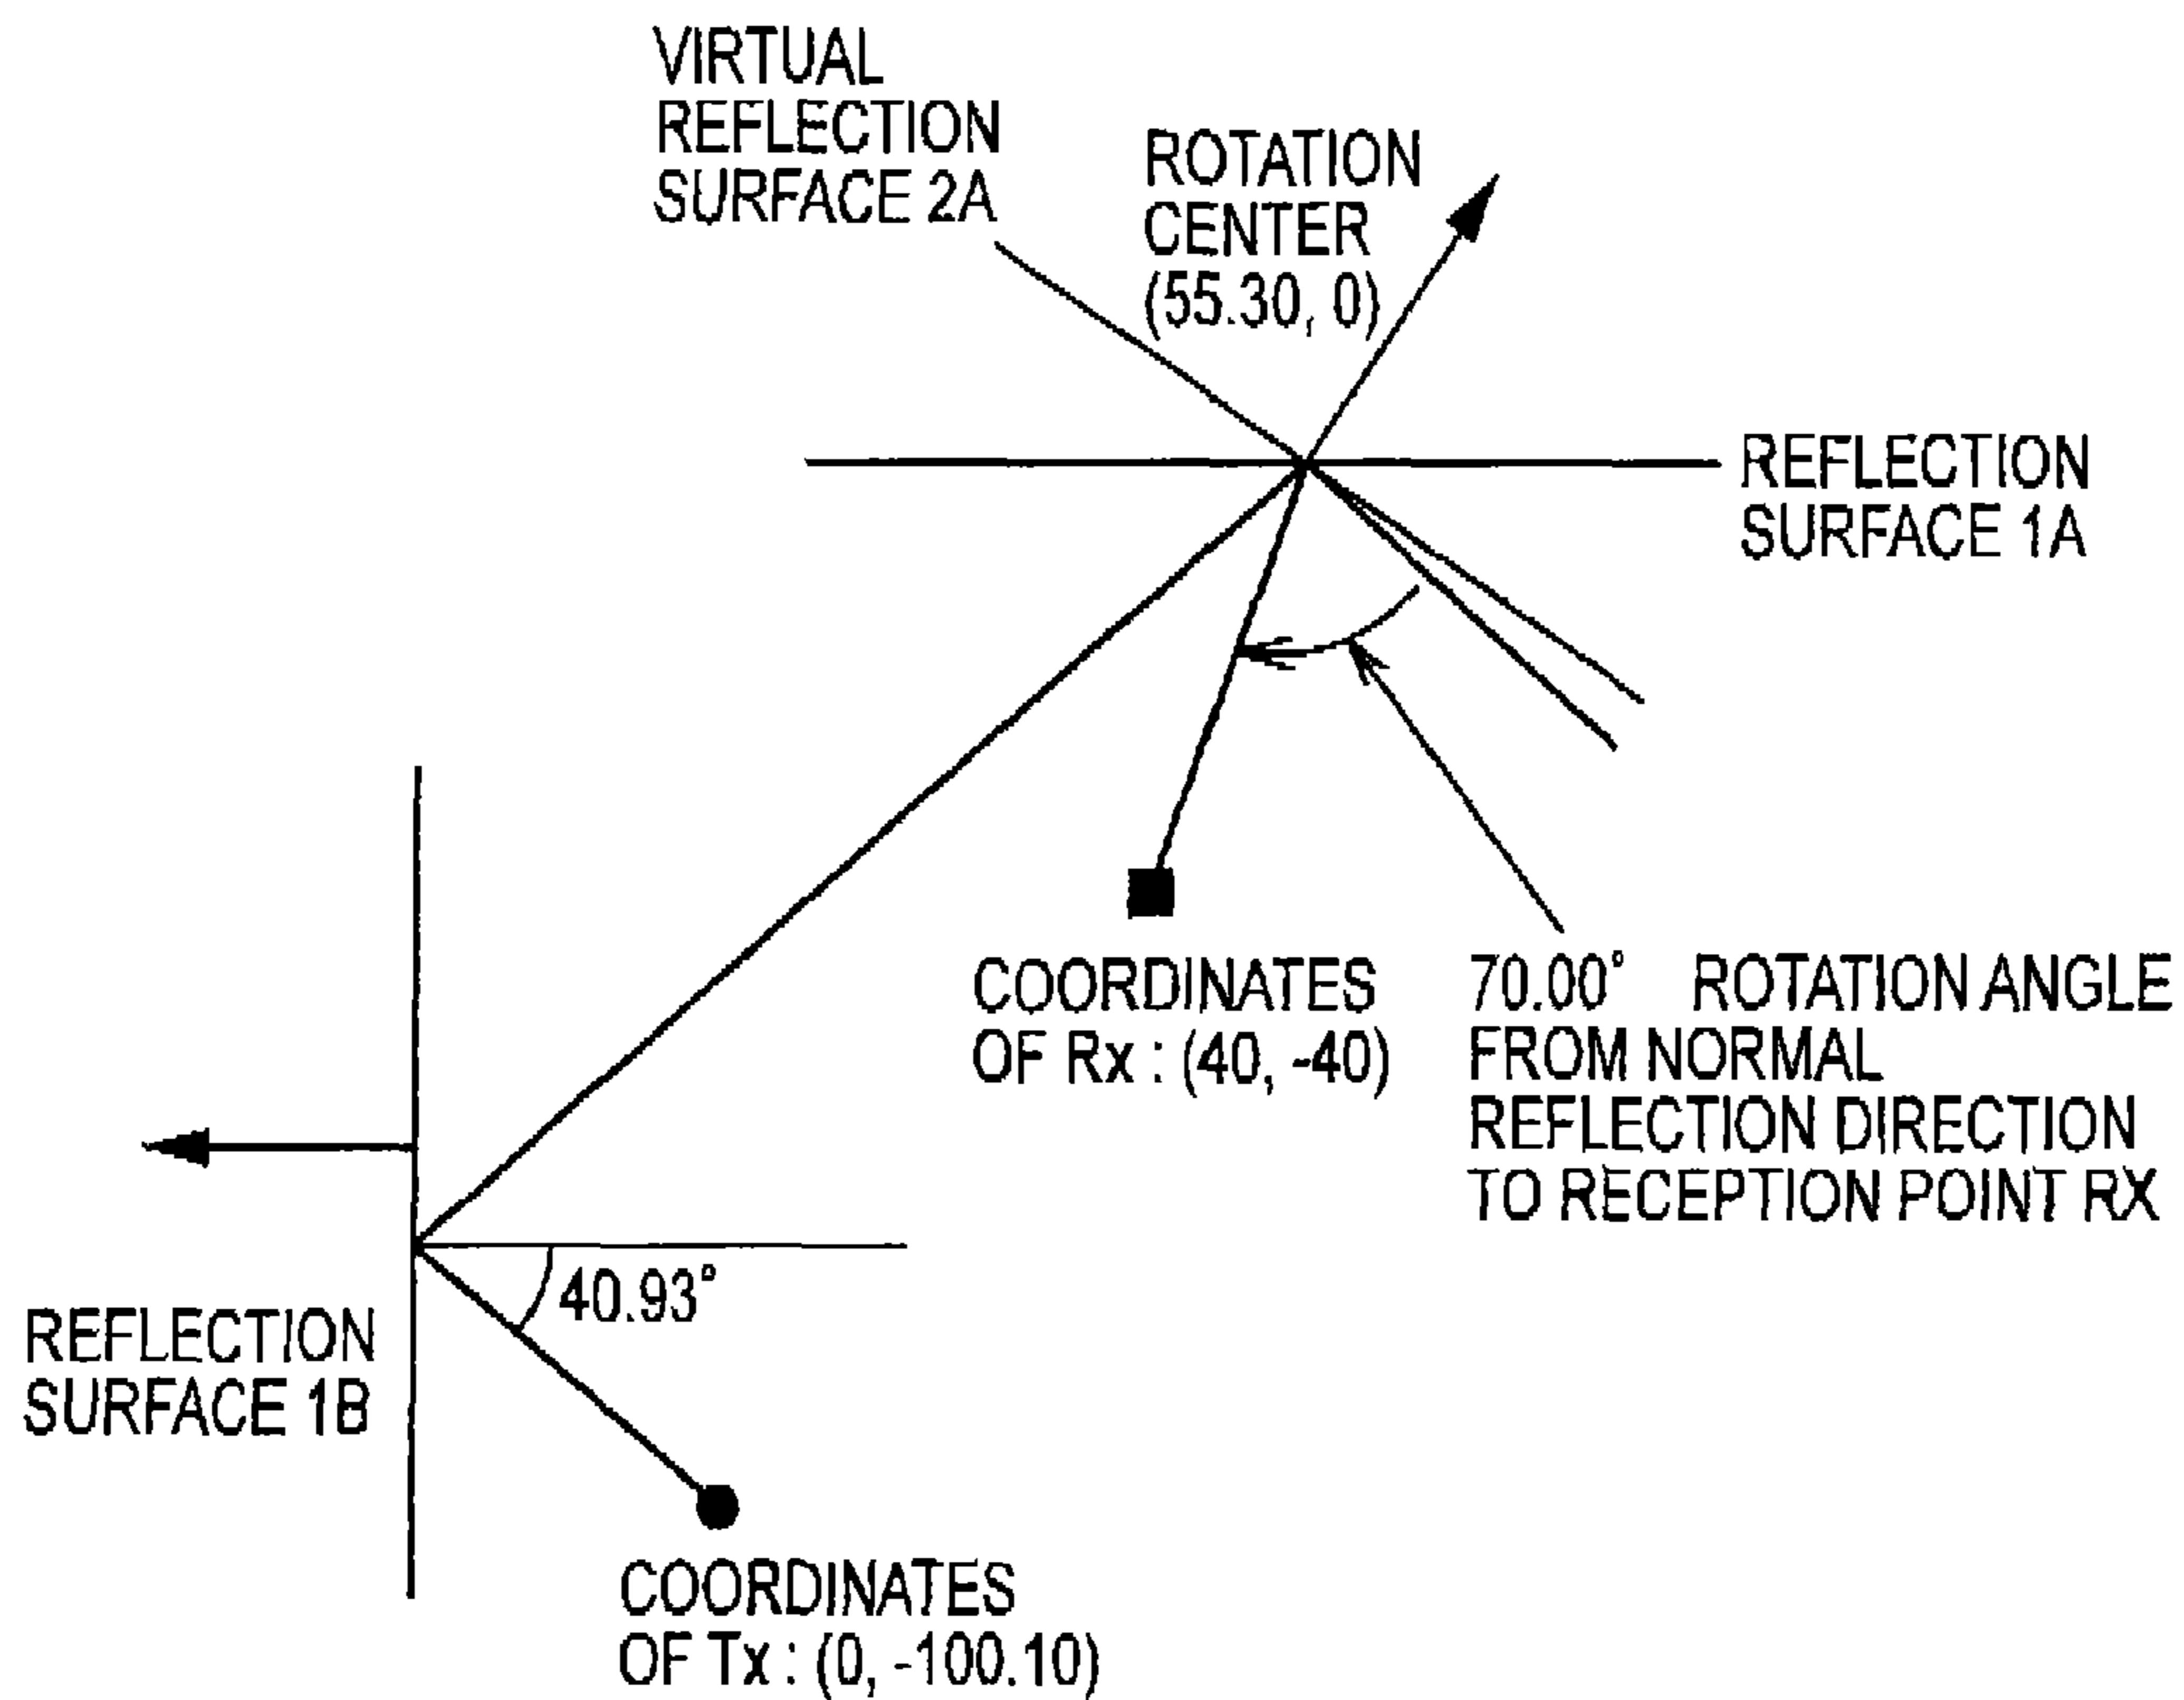 VIRTUAL
REFLECTION
SURFACE 2A
ROTATION
CENTER
(55.30, 0)
REFLECTION
SURFACE 1A
COORDINATES
OF Rx : (40, -40)
70.00° ROTATION ANGLE
FROM NORMAL
REFLECTION DIRECTION
TO RECEPTION POINT RX
40.93°
REFLECTION
SURFACE 1B
COORDINATES
OF Tx : (0, -100.10)